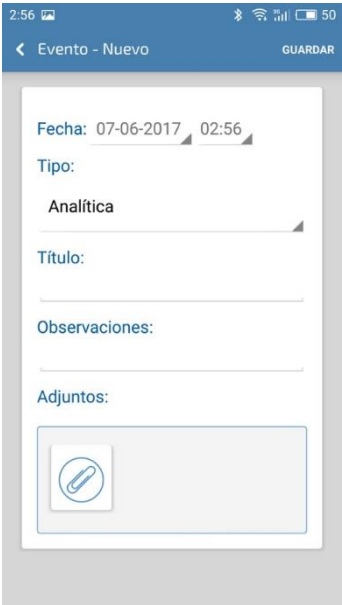 2:56 50
Evento - Nuevo GUARDAR
Fecha: 07-06-2017 02:56
Tipo:
Analítica
Título:
Observaciones:
Adjuntos: